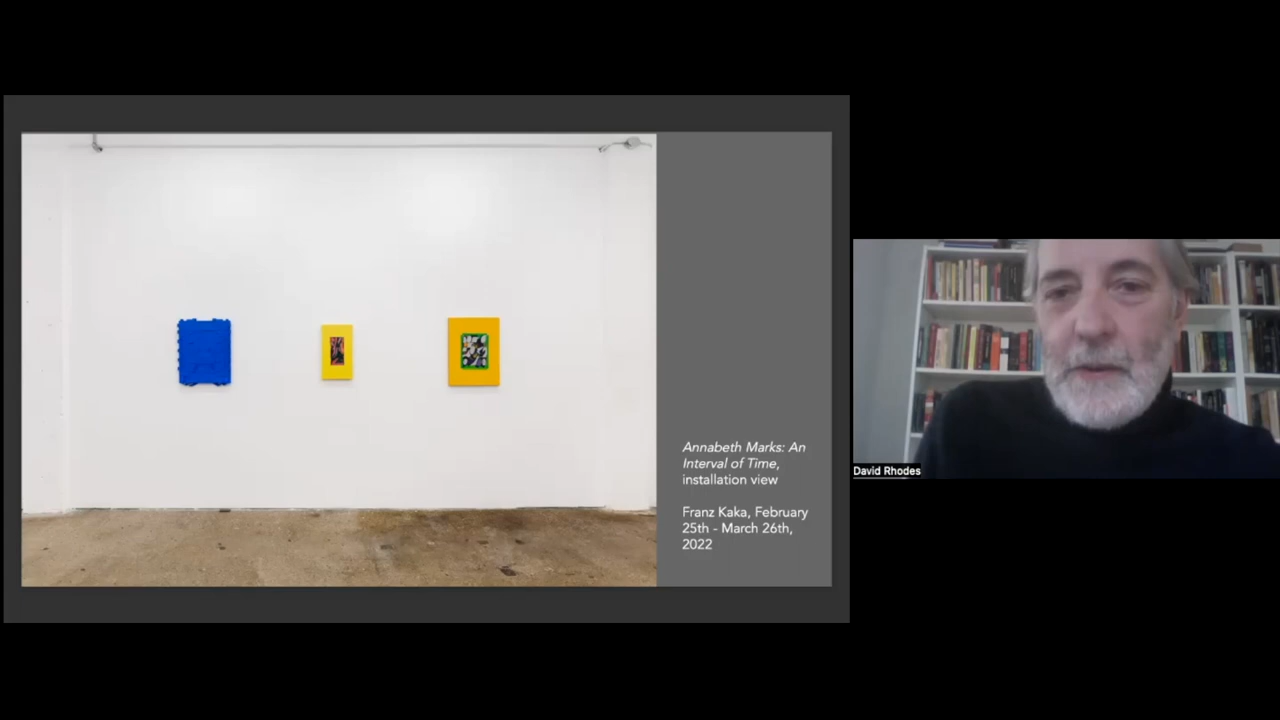 Annabeth Marks: An
Interval of Time,
installation view
Franz Kaka, February
25th - March 26th,
2022
David Rhodes